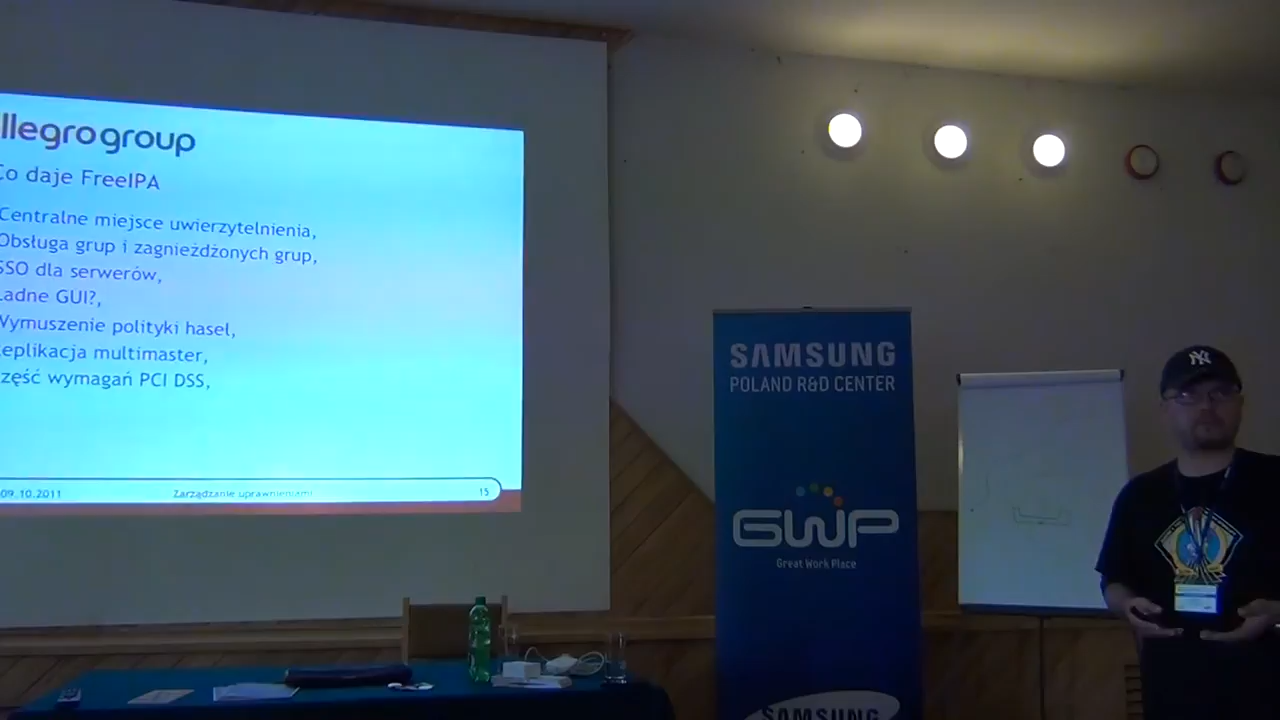 llegrogroup
Co daje FreeIPA
Centralne miejsce uwierzytelnienia,
Obsługa grup i zagnieżdżonych grup,
SSO dla serwerów,
Ładne GUI?,
Wymuszenie polityki haseł,
eplikacja multimaster,
zęść wymagań PCI DSS,
09.10.2011
Zarządzanie uprawnieniami
15
SAMSUNG
POLAND R&D CENTER
GWP
Great Work Place
SAMSUNG
NY